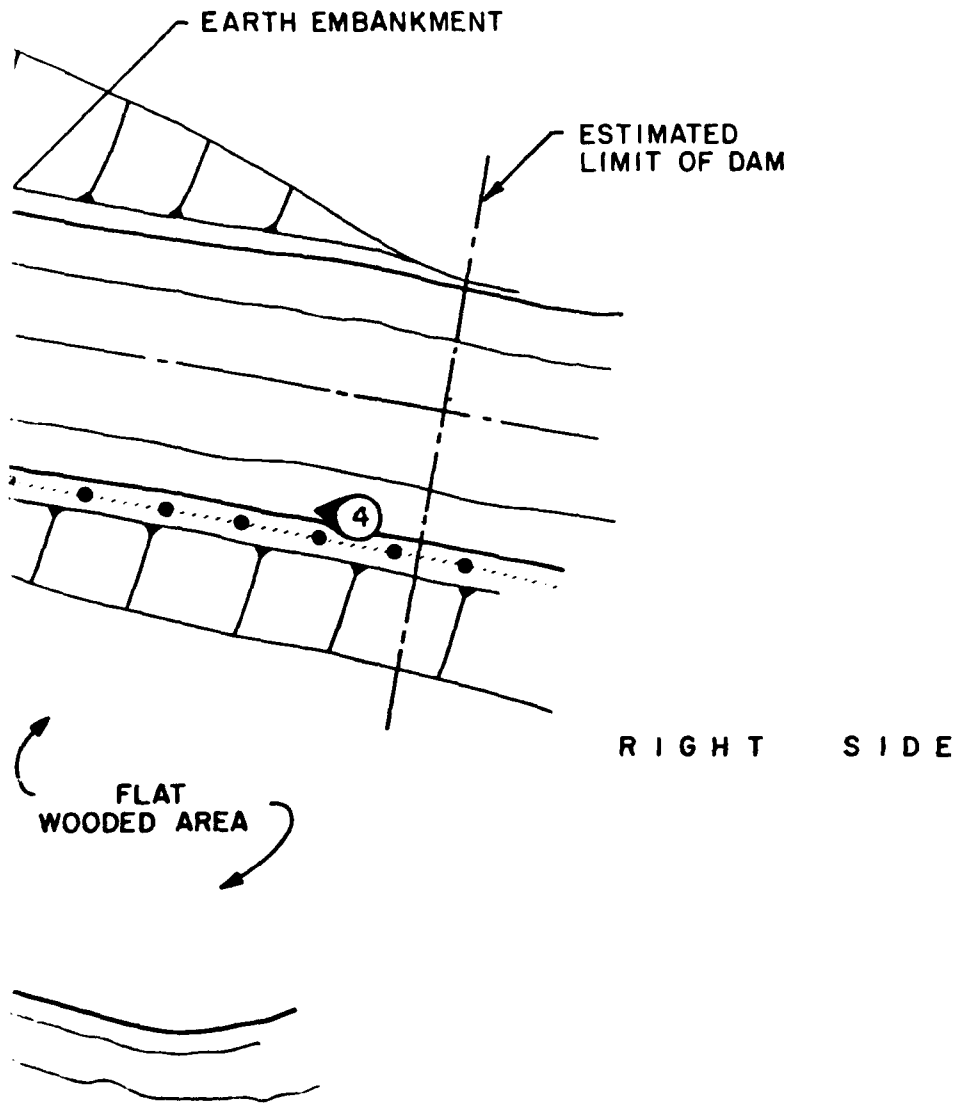 EARTH EMBANKMENT
ESTIMATED
LIMIT OF DAM
4
RIGHT SIDE
FLAT
WOODED AREA